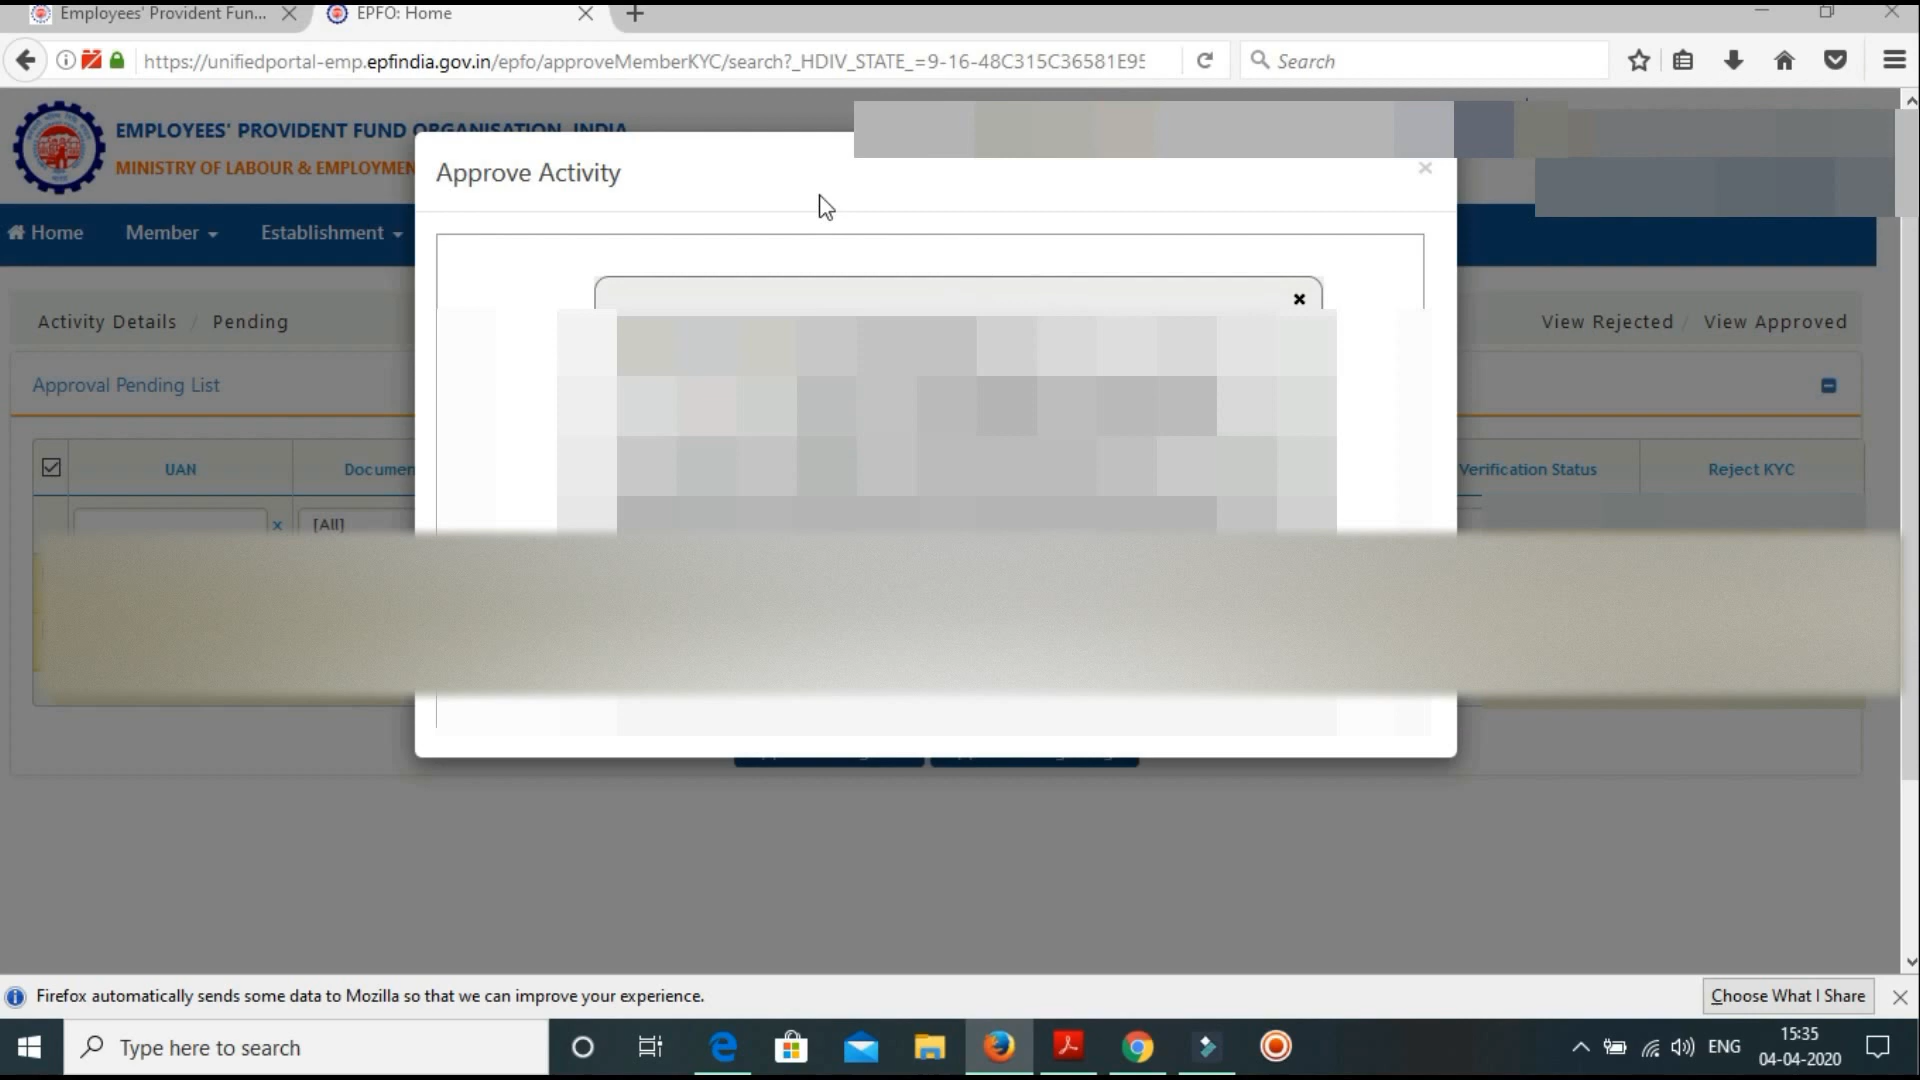 Employees' Provident Fun...
EPFO: Home
https://unifiedportal-emp.epfindia.gov.in/epfo/approveMemberKYC/search?_HDIV_STATE_=9-16-48C315C36581E95
Search
EMPLOYEES' PROVIDENT FUND ORGANISATION, INDIA
MINISTRY OF LABOUR & EMPLOYMEN
Approve Activity
Home
Member
Establishment
Activity Details / Pending
View Rejected / View Approved
Approval Pending List
UAN
Documen
Verification Status
Reject KYC
[All]
Firefox automatically sends some data to Mozilla so that we can improve your experience.
Choose What I Share
Type here to search
ENG
15:35
04-04-2020